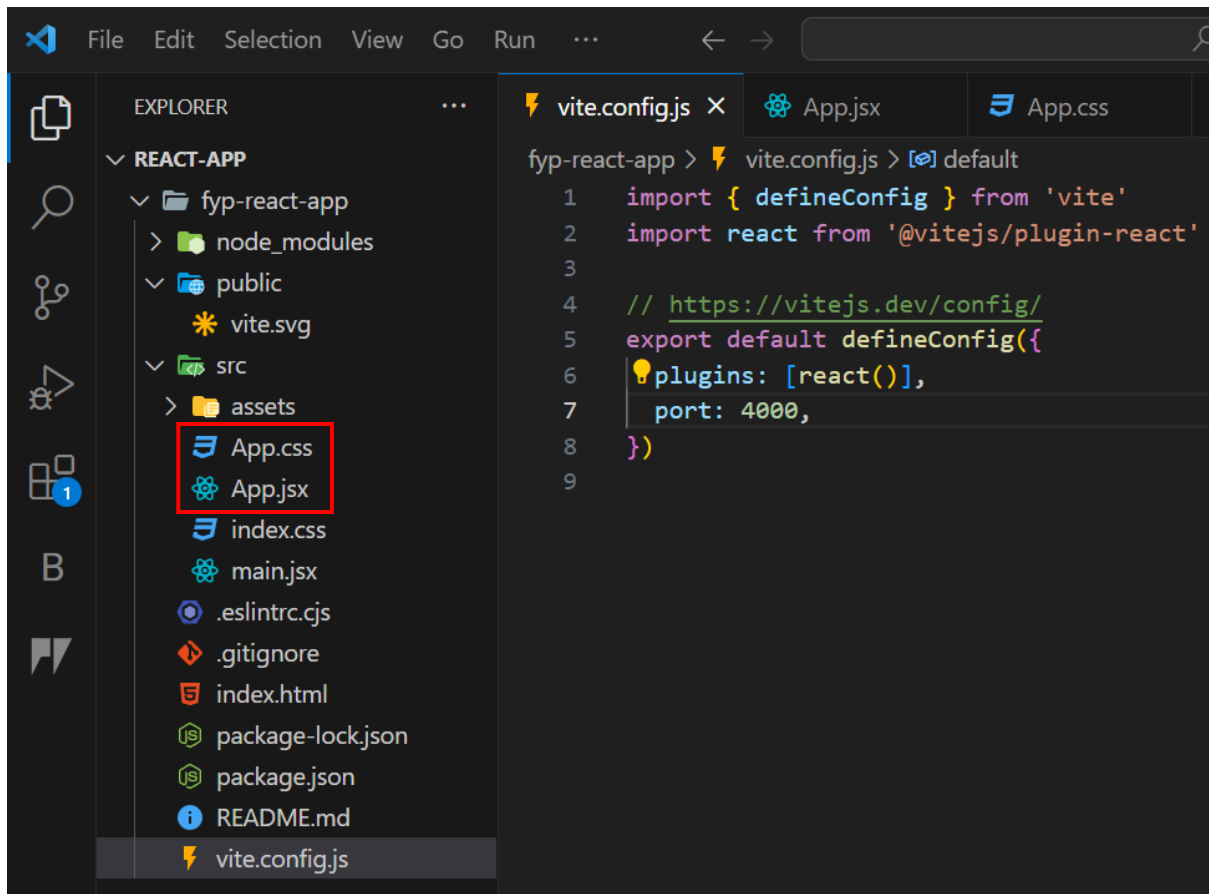 File Edit Selection View Go Run ···
EXPLORER ···
REACT-APP
fyp-react-app
node_modules
public
vite.svg
src
assets
App.css
App.jsx
index.css
main.jsx
.eslintrc.cjs
.gitignore
index.html
package-lock.json
package.json
README.md
vite.config.js
1
B
vite.config.js App.jsx App.css
fyp-react-app > vite.config.js > default
1 import { defineConfig } from 'vite'
2 import react from '@vitejs/plugin-react'
3
4 // https://vitejs.dev/config/
5 export default defineConfig({
6 plugins: [react()],
7 port: 4000,
8 })
9